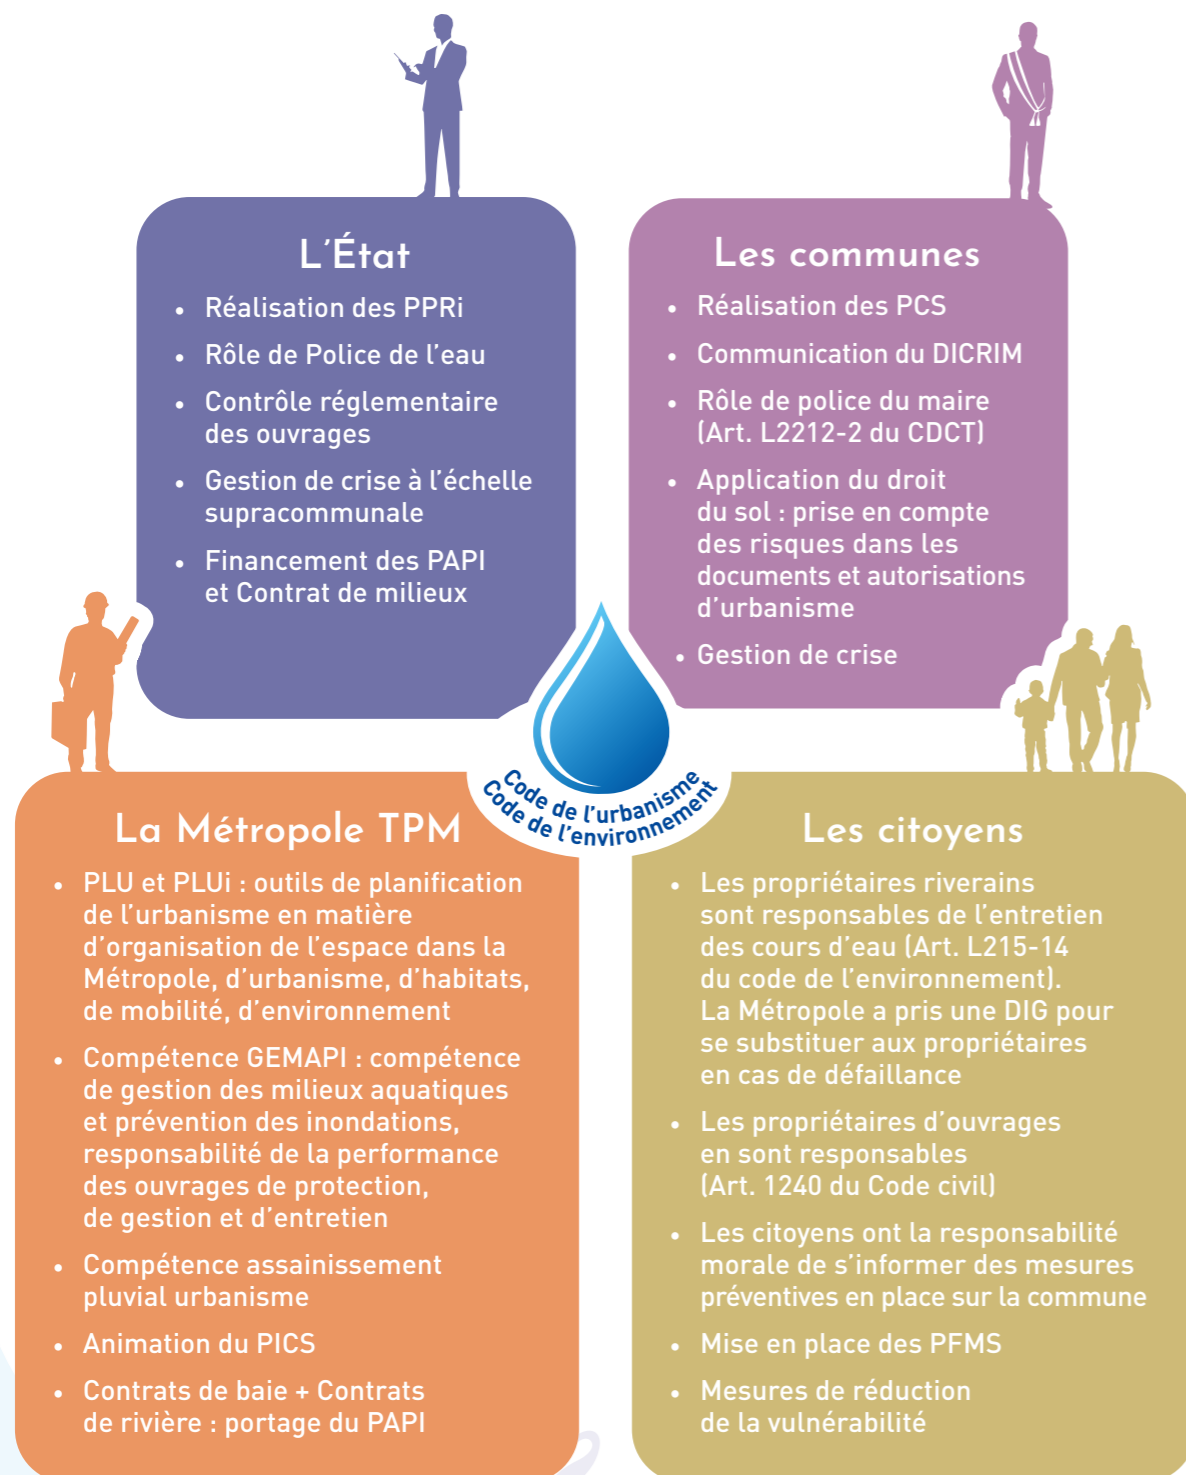 L'État
• Réalisation des PPRi
• Rôle de Police de l'eau
• Contrôle réglementaire
des ouvrages
• Gestion de crise à l'échelle
supracommunale
• Financement des PAPI
et Contrat de milieux
Les communes
• Réalisation des PCS
• Communication du DICRIM
• Rôle de police du maire
(Art. L2212-2 du CDCT)
• Application du droit
du sol : prise en compte
des risques dans les
documents et autorisations
d'urbanisme
• Gestion de crise
Code de l'urbanisme
Code de l'environnement
La Métropole TPM
• PLU et PLUi : outils de planification
de l'urbanisme en matière
d'organisation de l'espace dans la
Métropole, d'urbanisme, d'habitats,
de mobilité, d'environnement
• Compétence GEMAPI : compétence
de gestion des milieux aquatiques
et prévention des inondations,
responsabilité de la performance
des ouvrages de protection,
de gestion et d'entretien
• Compétence assainissement
pluvial urbanisme
• Animation du PICS
• Contrats de baie + Contrats
de rivière : portage du PAPI
Les citoyens
• Les propriétaires riverains
sont responsables de l'entretien
des cours d'eau (Art. L215-14
du code de l'environnement).
La Métropole a pris une DIG pour
se substituer aux propriétaires
en cas de défaillance
• Les propriétaires d'ouvrages
en sont responsables
(Art. 1240 du Code civil)
• Les citoyens ont la responsabilité
morale de s'informer des mesures
préventives en place sur la commune
• Mise en place des PFMS
• Mesures de réduction
de la vulnérabilité